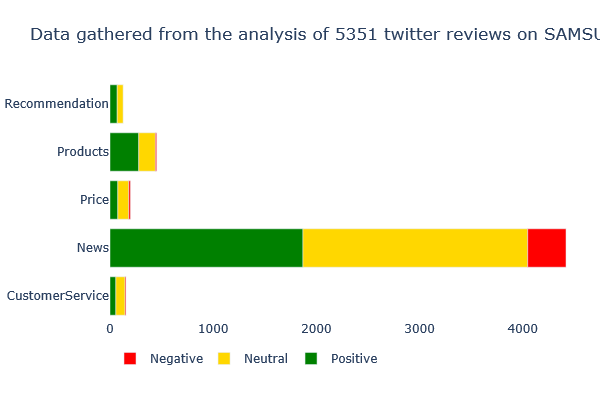 Data gathered from the analysis of 5351 twitter reviews on SAMSU
Recommendation
Products
Price
News
CustomerService
0 1000 2000 3000 4000
Negative Neutral Positive